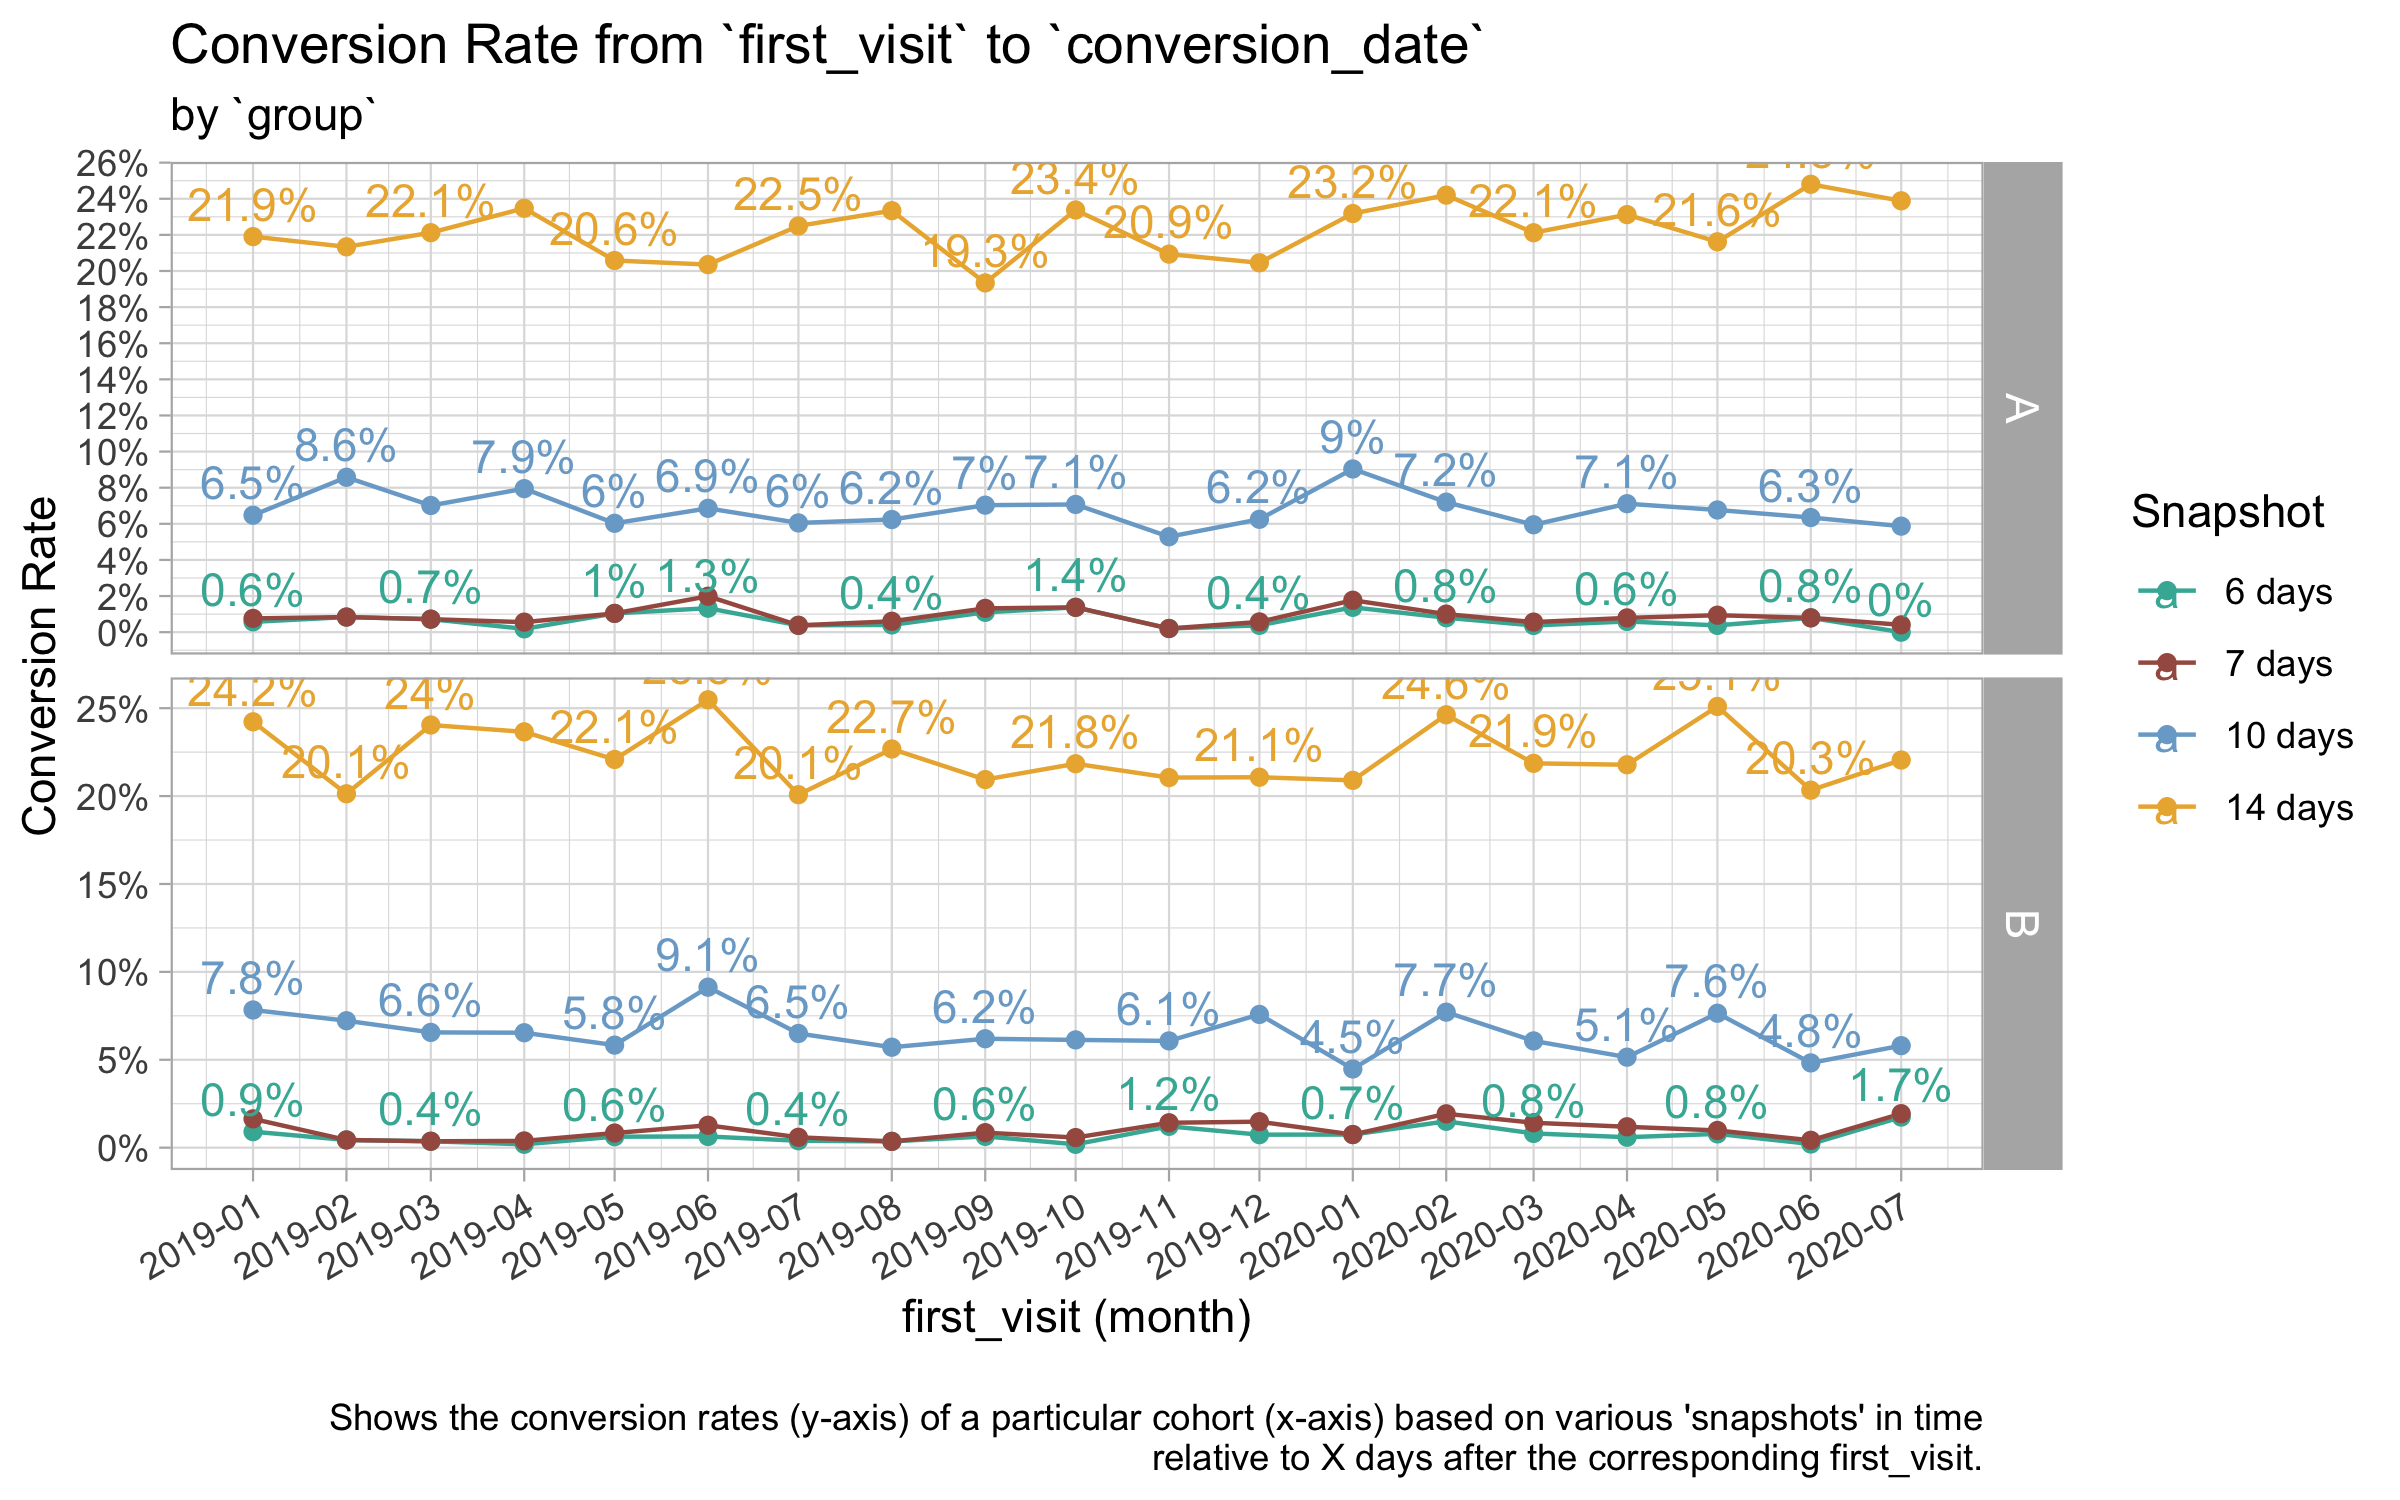 Conversion Rate from `first_visit` to `conversion_date`
by `group`
Conversion Rate
26%
24%
22%
20%
18%
16%
14%
12%
10%
8%
6%
4%
2%
0%
21.9% 22.1% 20.6% 22.5% 19.3% 23.4% 20.9% 23.2% 22.1% 21.6%
6.5% 8.6% 7.9% 6% 6.9% 6% 6.2% 7% 7.1% 6.2% 9% 7.2% 7.1% 6.3%
0.6% 0.7% 1% 1.3% 0.4% 1.4% 0.4% 0.8% 0.6% 0.8% 0%
A
25%
20%
15%
10%
5%
0%
24.2% 20.1% 24% 22.1% 20.1% 22.7% 21.8% 21.1% 24.6% 21.9% 20.3%
7.8% 6.6% 5.8% 9.1% 6.5% 6.2% 6.1% 4.5% 7.7% 5.1% 7.6% 4.8%
0.9% 0.4% 0.6% 0.4% 0.6% 1.2% 0.7% 0.8% 0.8% 1.7%
B
2019-01 2019-02 2019-03 2019-04 2019-05 2019-06 2019-07 2019-08 2019-09 2019-10 2019-11 2019-12 2020-01 2020-02 2020-03 2020-04 2020-05 2020-06 2020-07
first_visit (month)
Snapshot
a 6 days
a 7 days
a 10 days
a 14 days
Shows the conversion rates (y-axis) of a particular cohort (x-axis) based on various 'snapshots' in time
relative to X days after the corresponding first_visit.